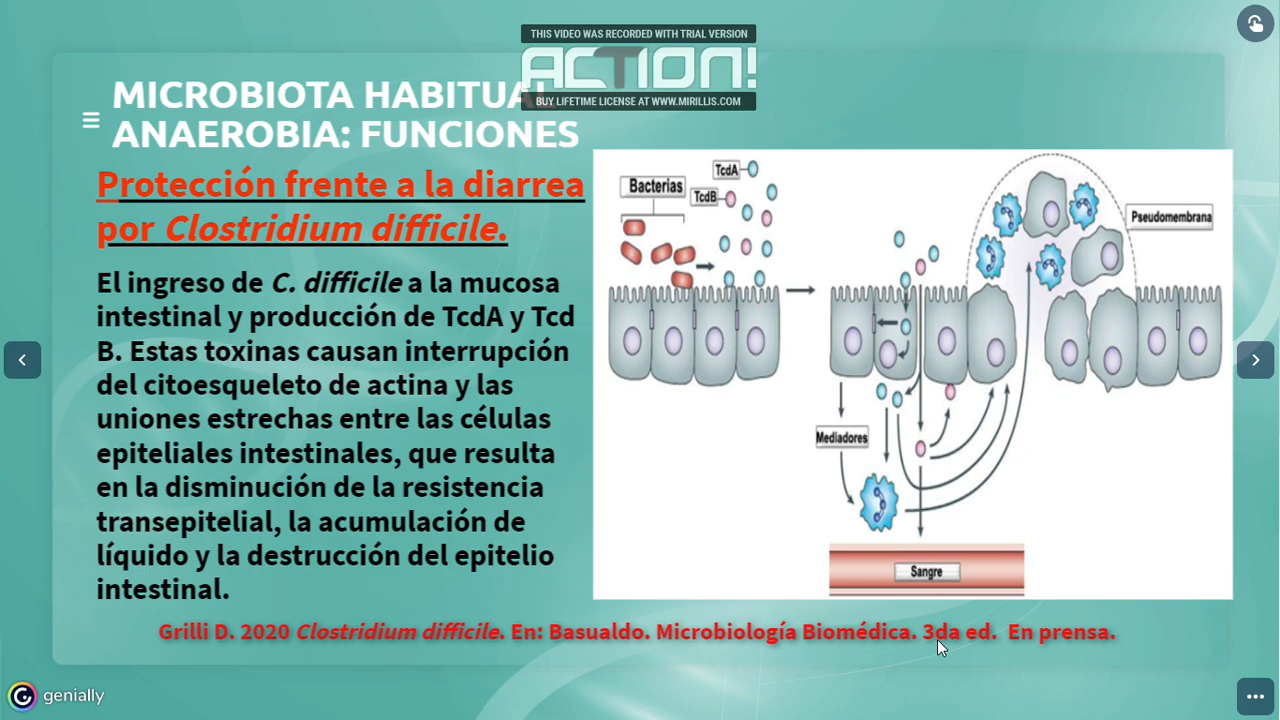 THIS VIDEO WAS RECORDED WITH TRIAL VERSION
ACTION!
BUY LIFETIME LICENSE AT WWW.MIRILLIS.COM
MICROBIOTA HABITUAL
ANAEROBIA: FUNCIONES
Protección frente a la diarrea
por Clostridium difficile.
El ingreso de C. difficile a la mucosa
intestinal y producción de TcdA y Tcd
B. Estas toxinas causan interrupción
del citoesqueleto de actina y las
uniones estrechas entre las células
epiteliales intestinales, que resulta
en la disminución de la resistencia
transepitelial, la acumulación de
líquido y la destrucción del epitelio
intestinal.
TcdA
Bacterias
TcdB
Pseudomembrana
Mediadores
Sangre
Grilli D. 2020 Clostridium difficile. En: Basualdo. Microbiología Biomédica. 3da ed. En prensa.
genially